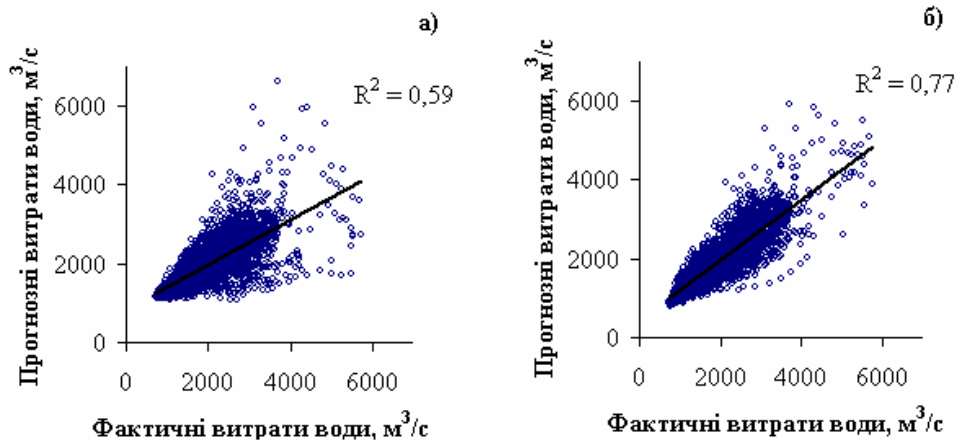 а)
Прогнозні витрати води, м³/с
R² = 0,59
6000
4000
2000
0
0 2000 4000 6000
Фактичні витрати води, м³/с
б)
Прогнозні витрати води, м³/с
R² = 0,77
6000
4000
2000
0
0 2000 4000 6000
Фактичні витрати води, м³/с